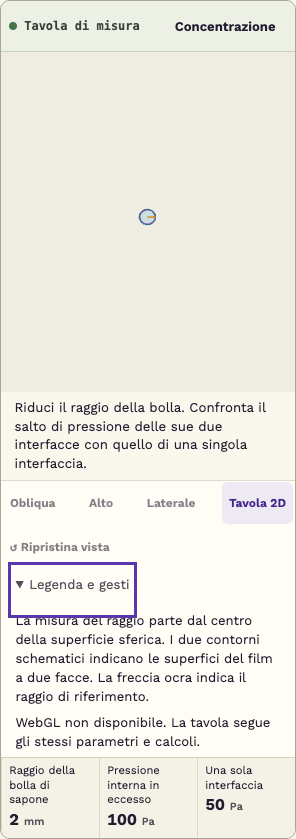 Tavola di misura Concentrazione
Riduci il raggio della bolla. Confronta il
salto di pressione delle sue due
interfacce con quello di una singola
interfaccia.
Obliqua Alto Laterale Tavola 2D
↺ Ripristina vista
▼ Legenda e gesti
La misura del raggio parte dal centro
della superficie sferica. I due contorni
schematici indicano le superfici del film
a due facce. La freccia ocra indica il
raggio di riferimento.
WebGL non disponibile. La tavola segue
gli stessi parametri e calcoli.
Raggio della
bolla di
sapone
2 mm
Pressione
interna in
eccesso
100 Pa
Una sola
interfaccia
50 Pa